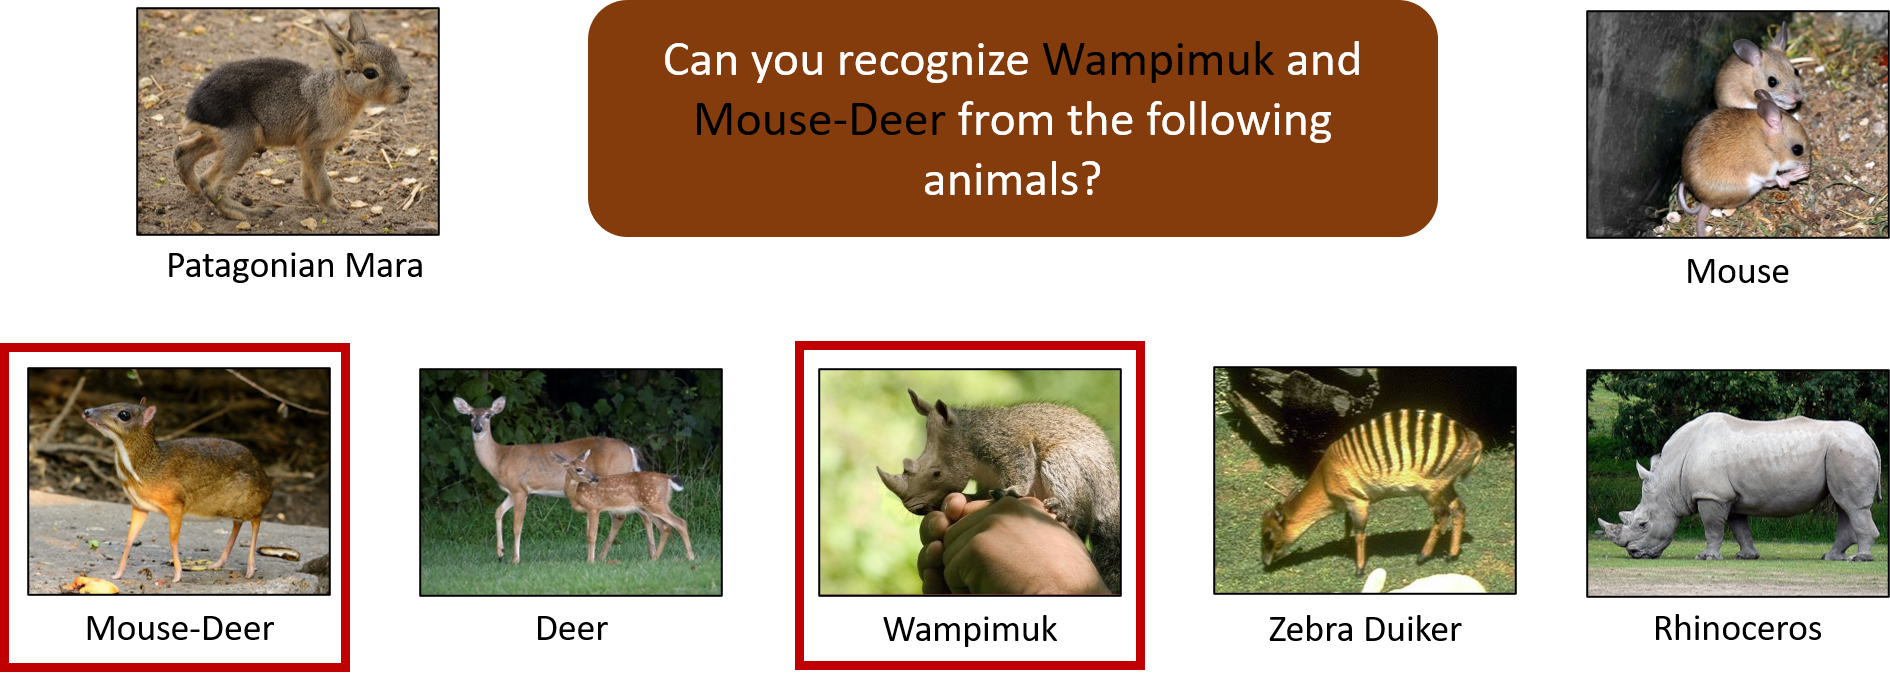 Can you recognize Wampimuk and
Mouse-Deer from the following
animals?
Patagonian Mara
Mouse
Mouse-Deer
Deer
Wampimuk
Zebra Duiker
Rhinoceros